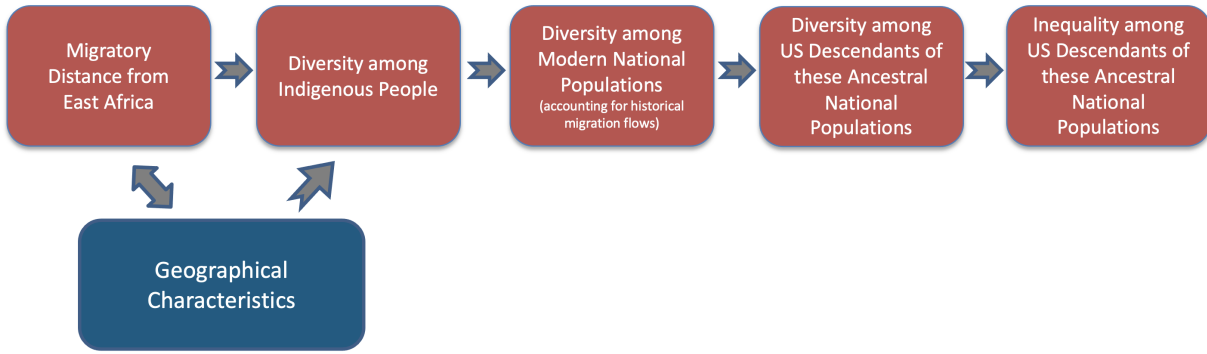 Migratory
Distance from
East Africa
Diversity among
Indigenous People
Diversity among
Modern National
Populations
(accounting for historical
migration flows)
Diversity among
US Descendants of
these Ancestral
National
Populations
Inequality among
US Descendants of
these Ancestral
National
Populations
Geographical
Characteristics